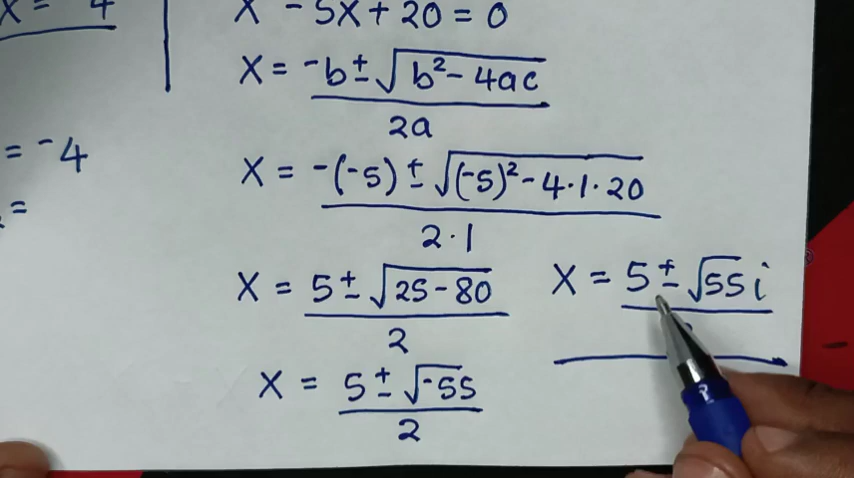 x = 4
= -4
=
x - 5x + 20 = 0
x = -b ± √(b² - 4ac)
2a
x = -(-5) ± √((-5)² - 4·1·20)
2·1
x = 5 ± √(25 - 80)
2
x = 5 ± √(-55)
2
x = 5 ± √55 i